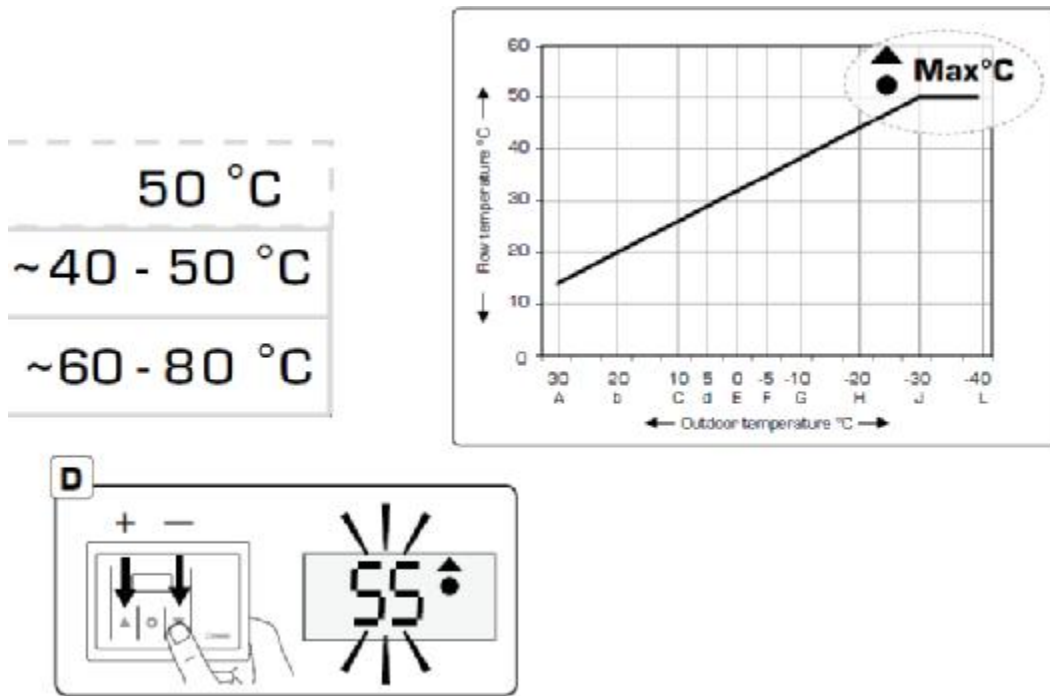 50 °C
~40 - 50 °C
~60 - 80 °C
60
50
40
30
20
10
0
Flow temperature °C
Max°C
30 20 10 5 0 -5 -10 -20 -30 -40
A b C d E F G H J L
Outdoor temperature °C
D
+ —
55